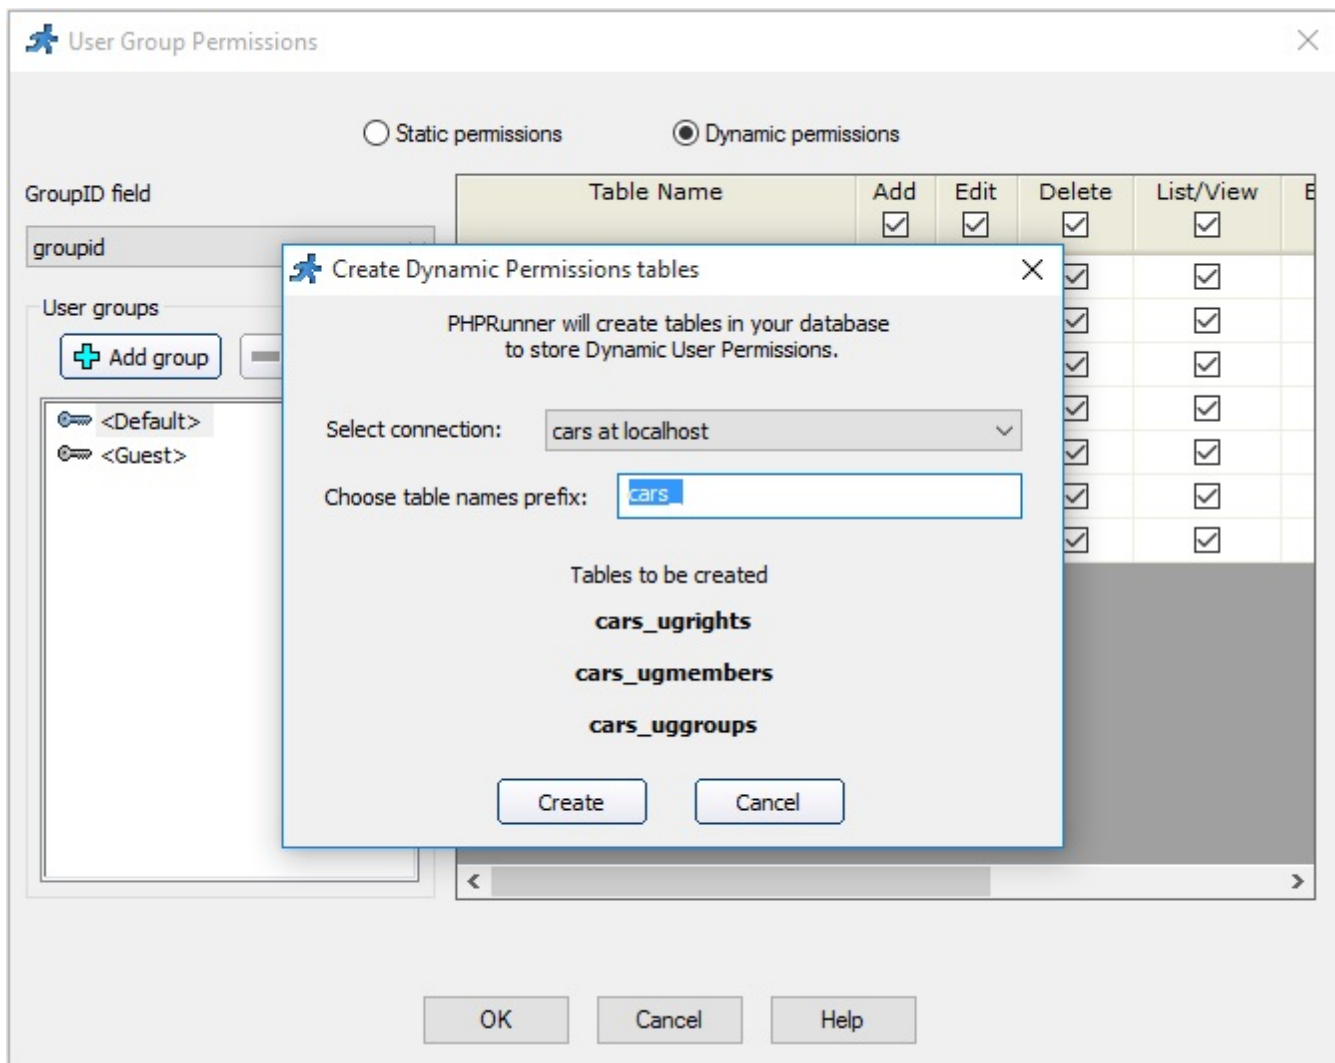 User Group Permissions
Static permissions
Dynamic permissions
GroupID field
groupid
User groups
Add group
<Default>
<Guest>
Table Name Add Edit Delete List/View E
Create Dynamic Permissions tables
PHPRunner will create tables in your database
to store Dynamic User Permissions.
Select connection: cars at localhost
Choose table names prefix: cars_
Tables to be created
cars_ugrights
cars_ugmembers
cars_uggroups
Create Cancel
OK Cancel Help